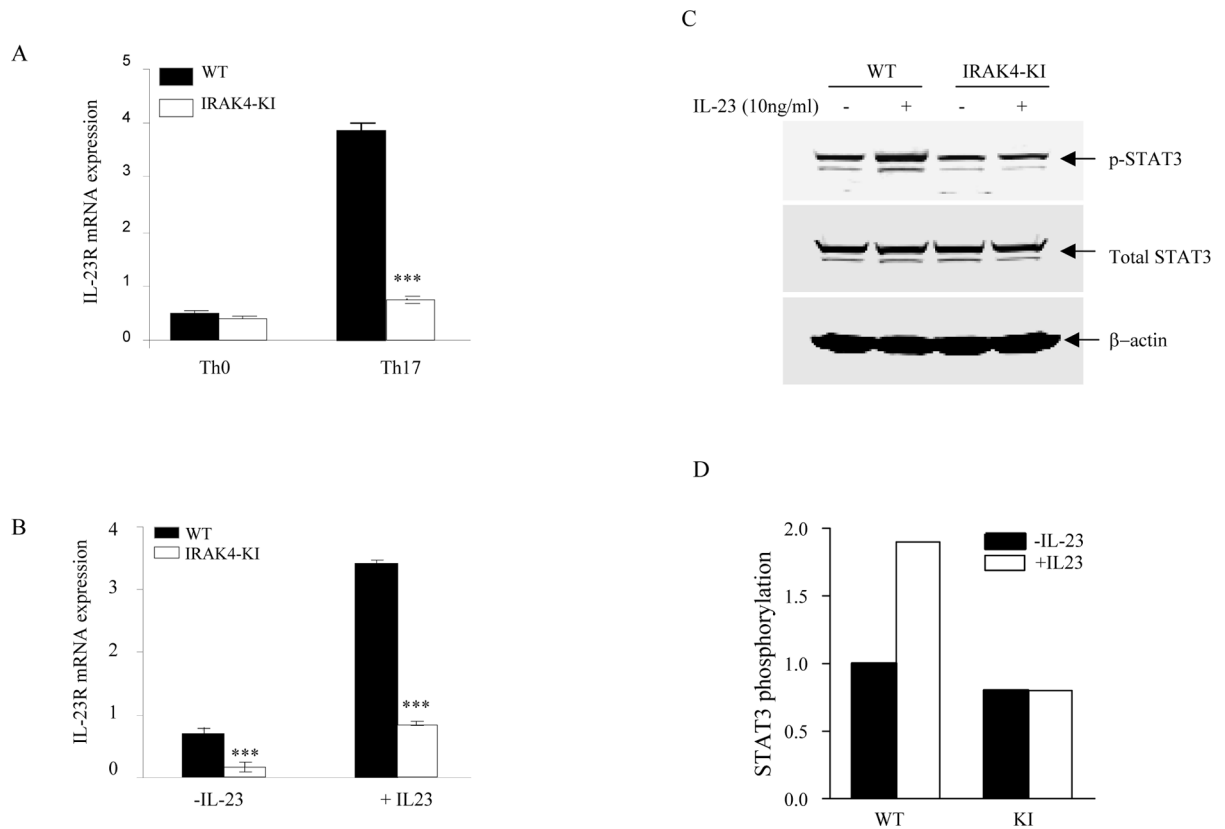 A
5
4
3
2
1
0
IL-23R mRNA expression
WT
IRAK4-KI
***
Th0 Th17
B
4
3
2
1
0
IL-23R mRNA expression
WT
IRAK4-KI
***
***
-IL-23 + IL23
C
WT IRAK4-KI
IL-23 (10ng/ml) - + - +
p-STAT3
Total STAT3
β–actin
D
2.0
1.5
1.0
0.5
0.0
STAT3 phosphorylation
-IL-23
+IL23
WT KI